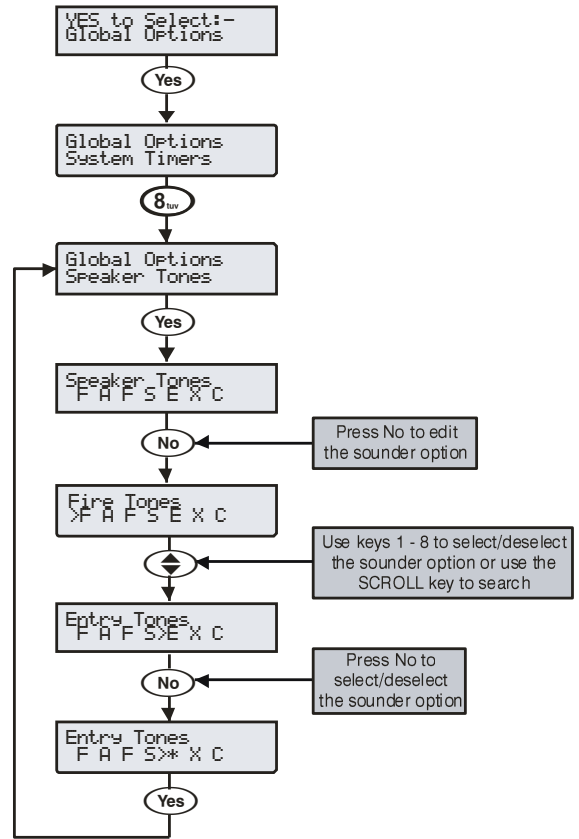 YES to Select:-
Global Options
Yes
Global Options
System Timers
8tuv
Global Options
Speaker Tones
Yes
Speaker Tones
F A F S E X C
No
Press No to edit
the sounder option
Fire Tones
>F A F S E X C
Use keys 1 - 8 to select/deselect
the sounder option or use the
SCROLL key to search
Entry Tones
F A F S>E X C
No
Press No to
select/deselect
the sounder option
Entry Tones
F A F S>* X C
Yes